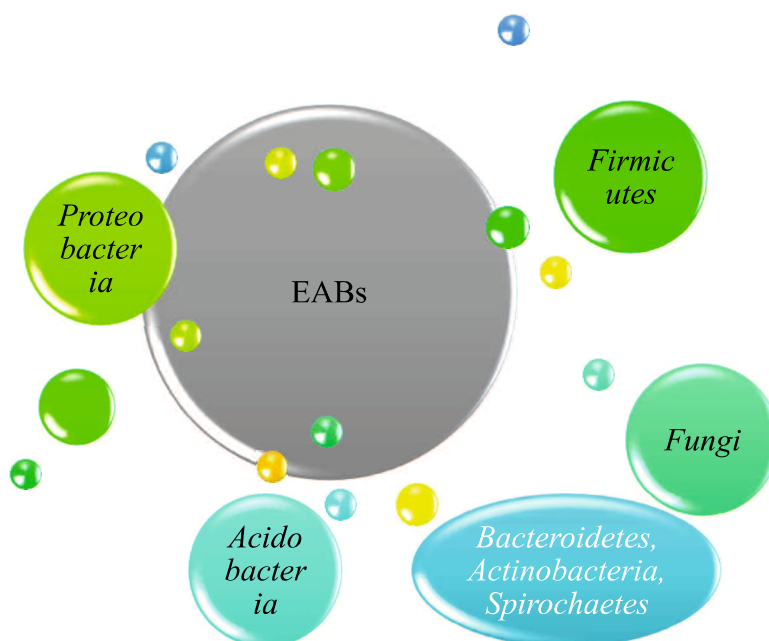 Firmic
utes
Proteo
bacter
ia
EABs
Fungi
Acido
bacter
ia
Bacteroidetes,
Actinobacteria,
Spirochaetes